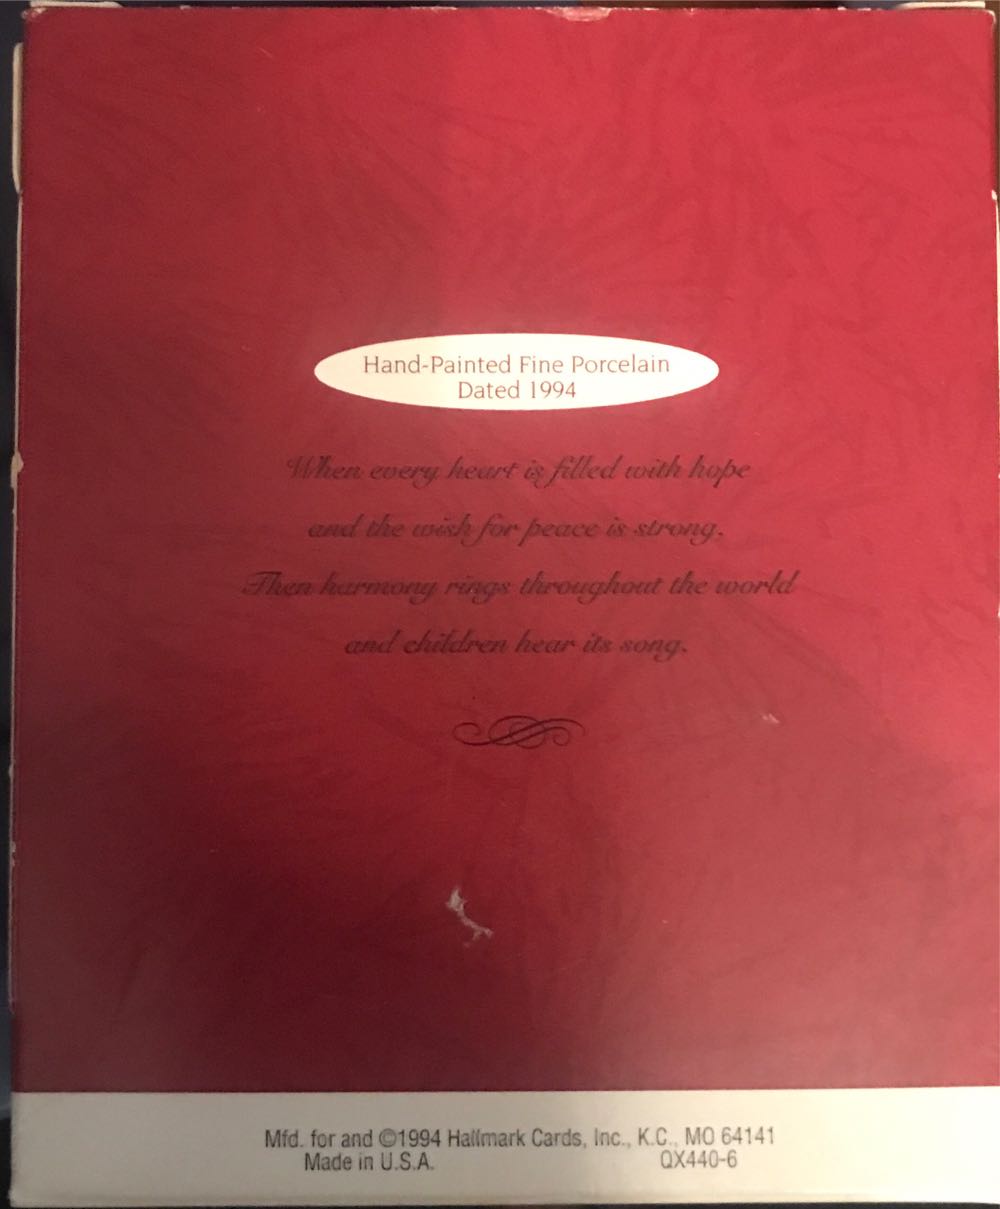 Hand-Painted Fine Porcelain
Dated 1994
When every heart is filled with hope
and the wish for peace is strong,
Then harmony rings throughout the world
and children hear its song.
Mfd. for and ©1994 Hallmark Cards, Inc., K.C., MO 64141
Made in U.S.A. QX440-6